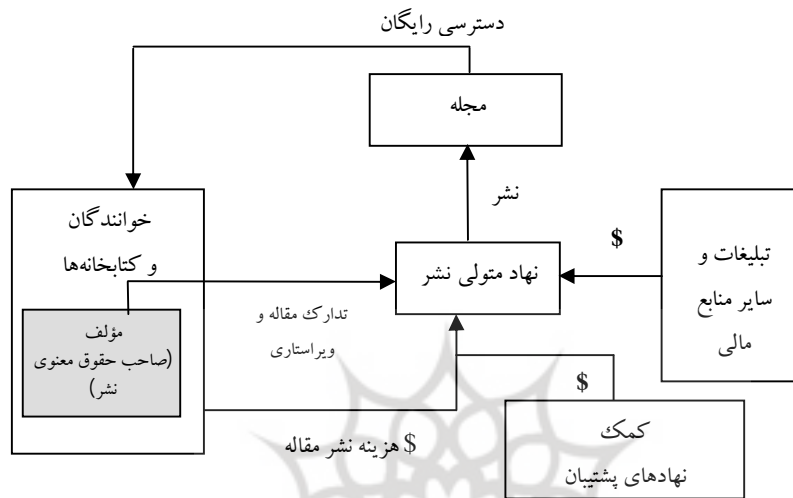 دسترسی رایگان
مجله
نشر
خوانندگان
و کتابخانه‌ها
مؤلف
(صاحب حقوق معنوی
نشر)
نهاد متولی نشر
$
تبلیغات و
سایر منابع
مالی
تدارک مقاله و
ویراستاری
$
$ هزینه نشر مقاله
کمک
نهادهای پشتیبان